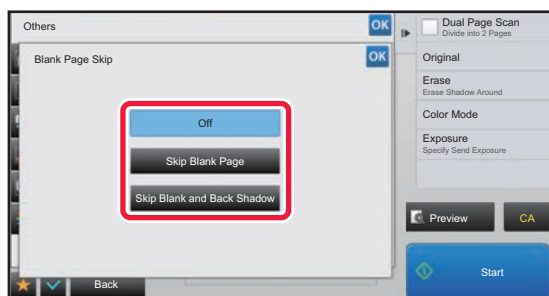 Others
OK
Blank Page Skip
OK
Off
Skip Blank Page
Skip Blank and Back Shadow
Back
Dual Page Scan
Divide into 2 Pages
Original
Erase
Erase Shadow Around
Color Mode
Exposure
Specify Send Exposure
Preview
CA
Start